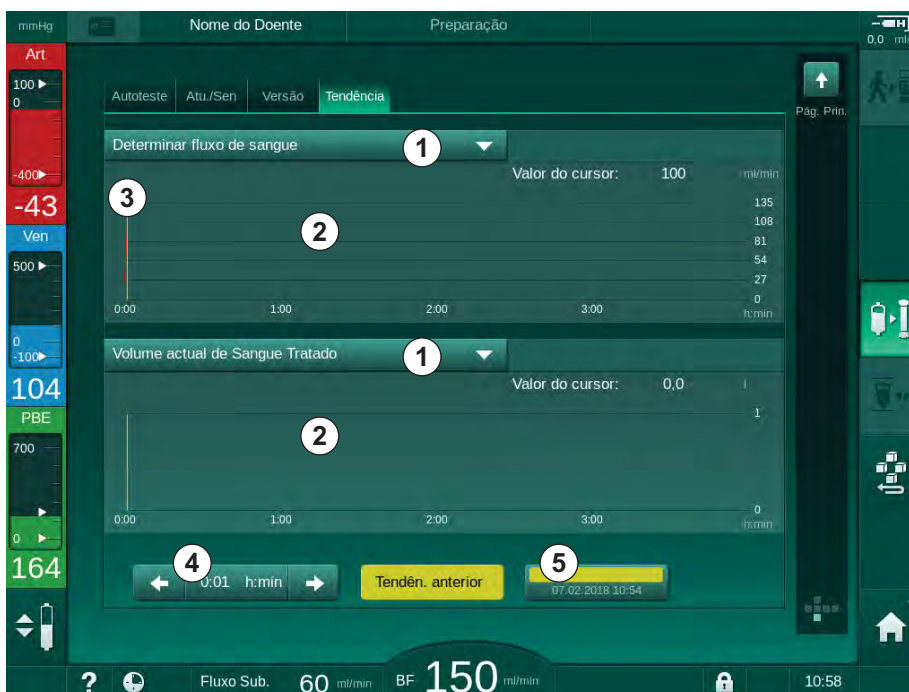 mmHg
Nome do Doente
Preparação
0,0 ml/
Art
100
0
-400
-43
Ven
500
0
-100
104
PBE
700
0
164
Autoteste
Atu./Sen
Versão
Tendência
Pág. Prin.
Determinar fluxo de sangue
1
Valor do cursor: 100 ml/min
3
2
135
108
81
54
27
0
0:00 1:00 2:00 3:00 h:min
Volume actual de Sangue Tratado
1
Valor do cursor: 0,0 l
2
1
0
0:00 1:00 2:00 3:00 h:min
4
0:01 h:min
Tendên. anterior
5
07.02.2018 10:54
? Fluxo Sub. 60 ml/min BF 150 ml/min 10:58